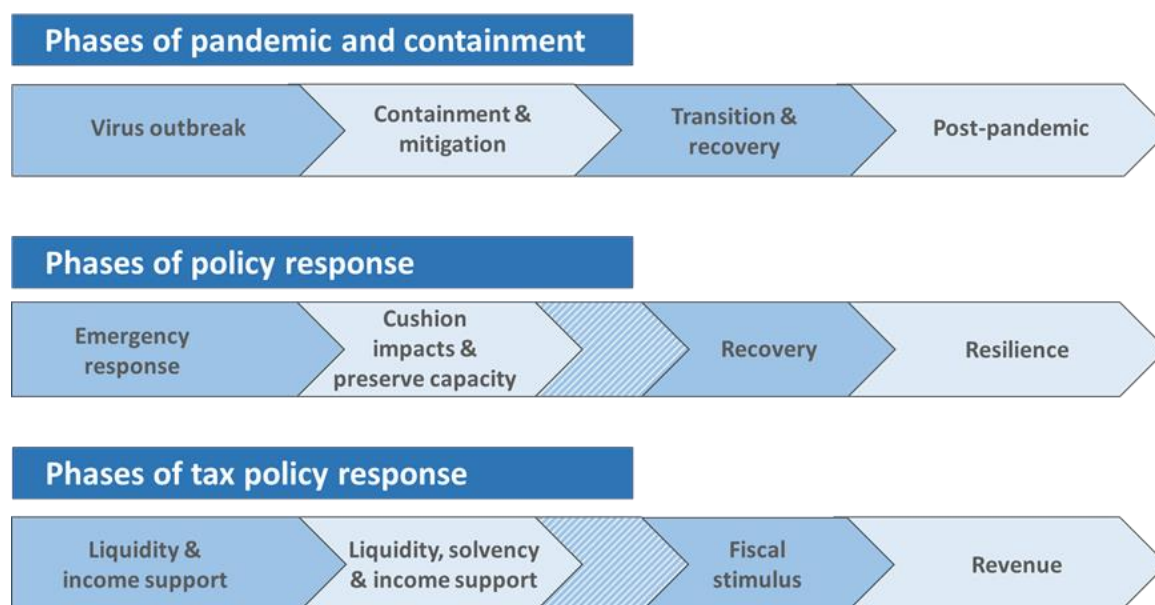 Phases of pandemic and containment
Virus outbreak
Containment &
mitigation
Transition &
recovery
Post-pandemic
Phases of policy response
Emergency
response
Cushion
impacts &
preserve capacity
Recovery
Resilience
Phases of tax policy response
Liquidity &
income support
Liquidity, solvency
& income support
Fiscal
stimulus
Revenue